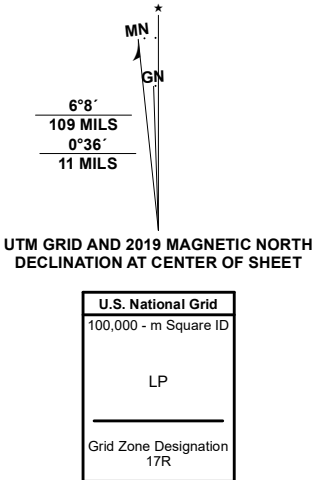 ★
MN
GN
6°8´
109 MILS
0°36´
11 MILS
UTM GRID AND 2019 MAGNETIC NORTH
DECLINATION AT CENTER OF SHEET
U.S. National Grid
100,000 - m Square ID
LP
Grid Zone Designation
17R